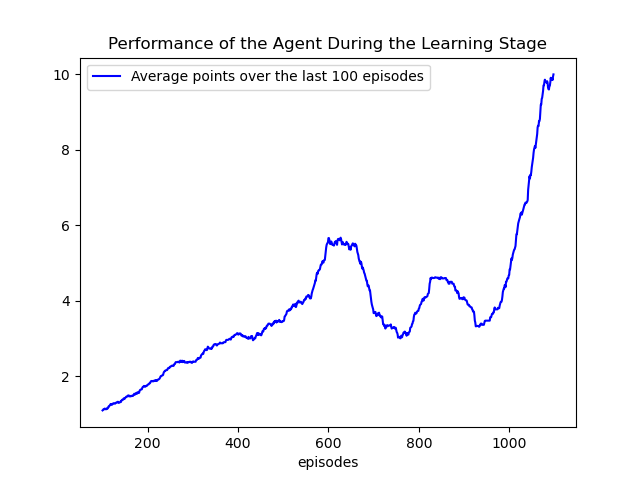 Performance of the Agent During the Learning Stage
Average points over the last 100 episodes
10
8
6
4
2
200 400 600 800 1000
episodes